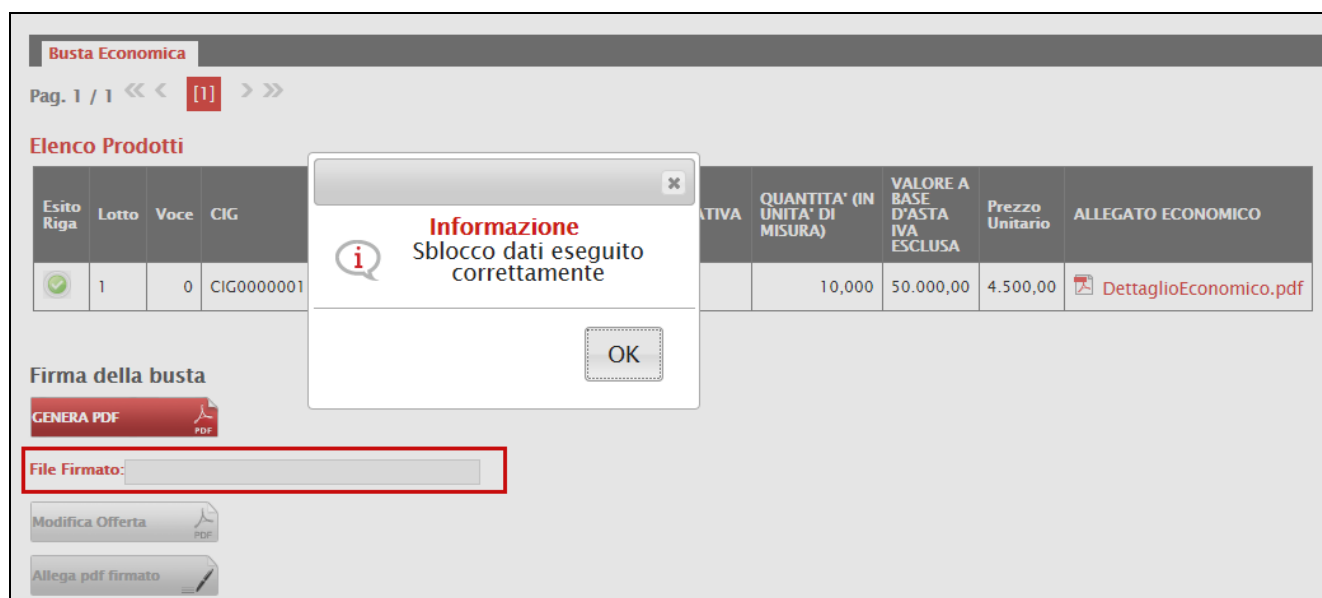 Busta Economica
Pag. 1 / 1 << < [1] > >>
Elenco Prodotti
Esito Riga Lotto Voce CIG QUANTITA' (IN UNITA' DI MISURA) VALORE A BASE D'ASTA IVA ESCLUSA Prezzo Unitario ALLEGATO ECONOMICO
1 0 CIG0000001 10,000 50.000,00 4.500,00 DettaglioEconomico.pdf
Informazione
Sblocco dati eseguito
correttamente
OK
Firma della busta
GENERA PDF
PDF
File Firmato:
Modifica Offerta
PDF
Allega pdf firmato